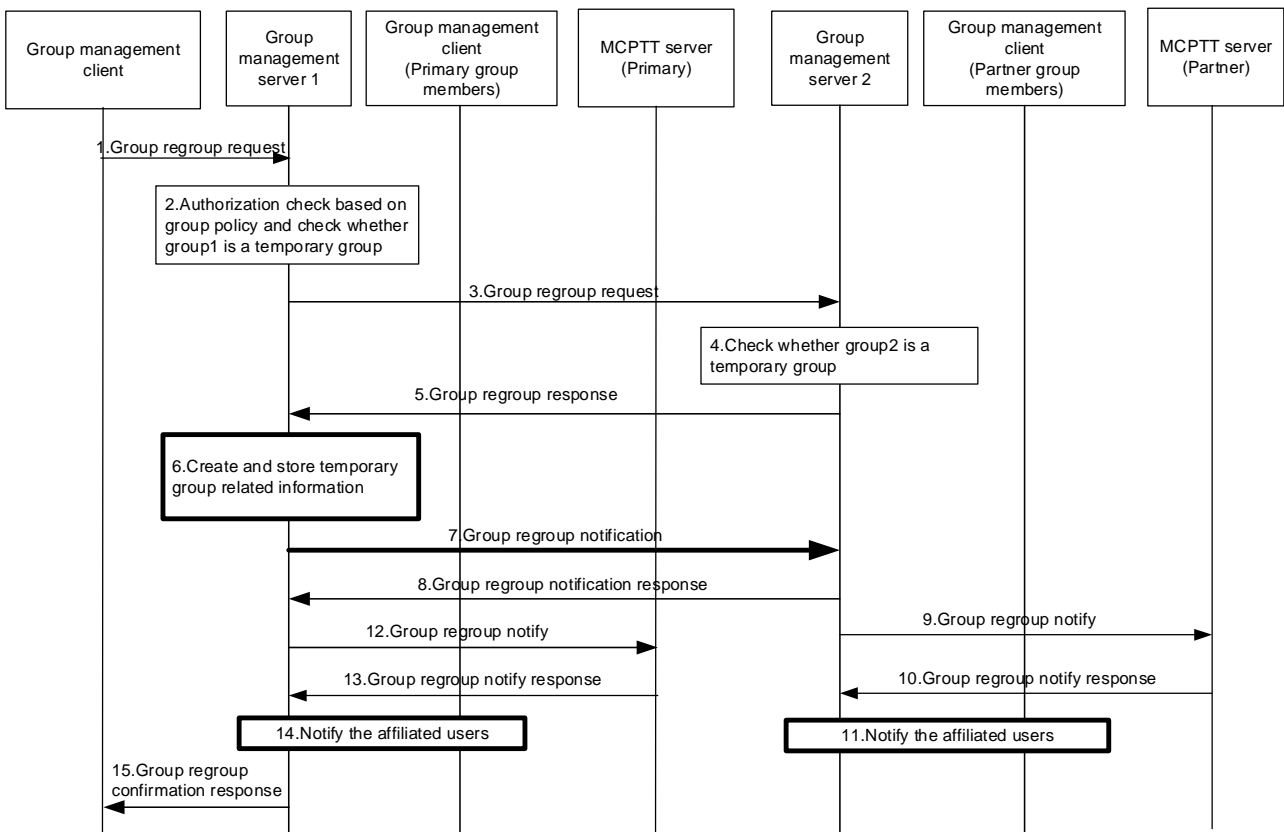 Group management
client
Group
management
server 1
Group management
client
(Primary group
members)
MCPTT server
(Primary)
Group
management
server 2
Group management
client
(Partner group
members)
MCPTT server
(Partner)
1.Group regroup request
2.Authorization check based on
group policy and check whether
group1 is a temporary group
3.Group regroup request
4.Check whether group2 is a
temporary group
5.Group regroup response
6.Create and store temporary
group related information
7.Group regroup notification
8.Group regroup notification response
12.Group regroup notify
9.Group regroup notify
13.Group regroup notify response
10.Group regroup notify response
14.Notify the affiliated users
11.Notify the affiliated users
15.Group regroup
confirmation response